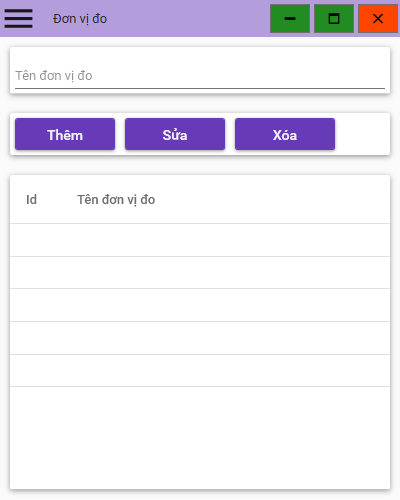 Đơn vị đo
Tên đơn vị đo
Thêm Sửa Xóa
Id Tên đơn vị đo